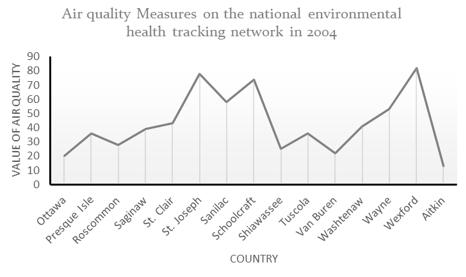 Air quality Measures on the national environmental
health tracking network in 2004
VALUE OF AIR QUALITY
90
80
70
60
50
40
30
20
10
0
Ottawa
Presque Isle
Roscommon
Saginaw
St. Clair
St. Joseph
Sanilac
Schoolcraft
Shiawassee
Tuscola
Van Buren
Washtenaw
Wayne
Wexford
Aitkin
COUNTRY